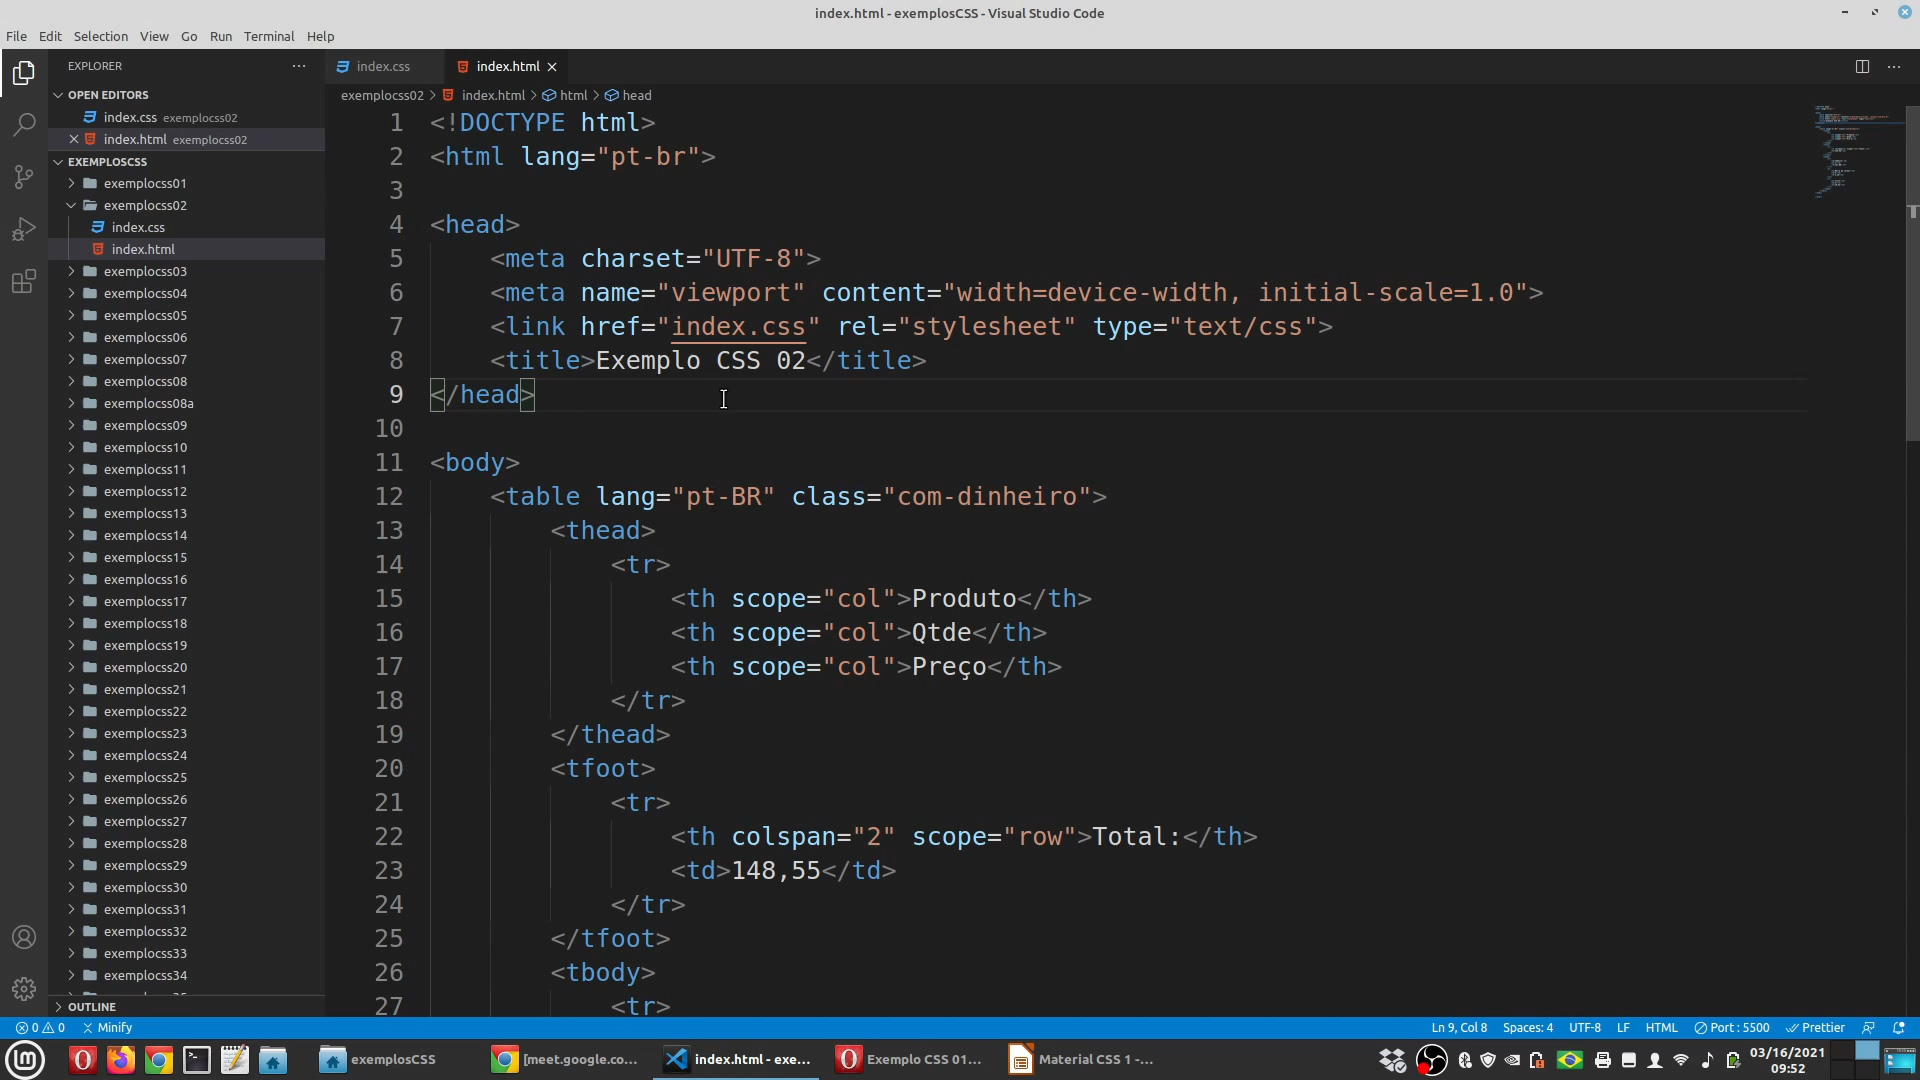 index.html - exemplosCSS - Visual Studio Code
File Edit Selection View Go Run Terminal Help
EXPLORER
OPEN EDITORS
index.css exemplocss02
index.html exemplocss02
EXEMPLOSCSS
exemplocss01
exemplocss02
index.css
index.html
exemplocss03
exemplocss04
exemplocss05
exemplocss06
exemplocss07
exemplocss08
exemplocss08a
exemplocss09
exemplocss10
exemplocss11
exemplocss12
exemplocss13
exemplocss14
exemplocss15
exemplocss16
exemplocss17
exemplocss18
exemplocss19
exemplocss20
exemplocss21
exemplocss22
exemplocss23
exemplocss24
exemplocss25
exemplocss26
exemplocss27
exemplocss28
exemplocss29
exemplocss30
exemplocss31
exemplocss32
exemplocss33
exemplocss34
OUTLINE
index.css index.html
exemplocss02 > index.html > html > head
1 <!DOCTYPE html>
2 <html lang="pt-br">
3
4 <head>
5 <meta charset="UTF-8">
6 <meta name="viewport" content="width=device-width, initial-scale=1.0">
7 <link href="index.css" rel="stylesheet" type="text/css">
8 <title>Exemplo CSS 02</title>
9 </head>
10
11 <body>
12 <table lang="pt-BR" class="com-dinheiro">
13 <thead>
14 <tr>
15 <th scope="col">Produto</th>
16 <th scope="col">Qtde</th>
17 <th scope="col">Preço</th>
18 </tr>
19 </thead>
20 <tfoot>
21 <tr>
22 <th colspan="2" scope="row">Total:</th>
23 <td>148,55</td>
24 </tr>
25 </tfoot>
26 <tbody>
27 <tr>
0 0 Minify Ln 9, Col 8 Spaces: 4 UTF-8 LF HTML Port : 5500 Prettier
exemplosCSS [meet.google.co... index.html - exe... Exemplo CSS 01... Material CSS 1 -... 03/16/2021
09:52